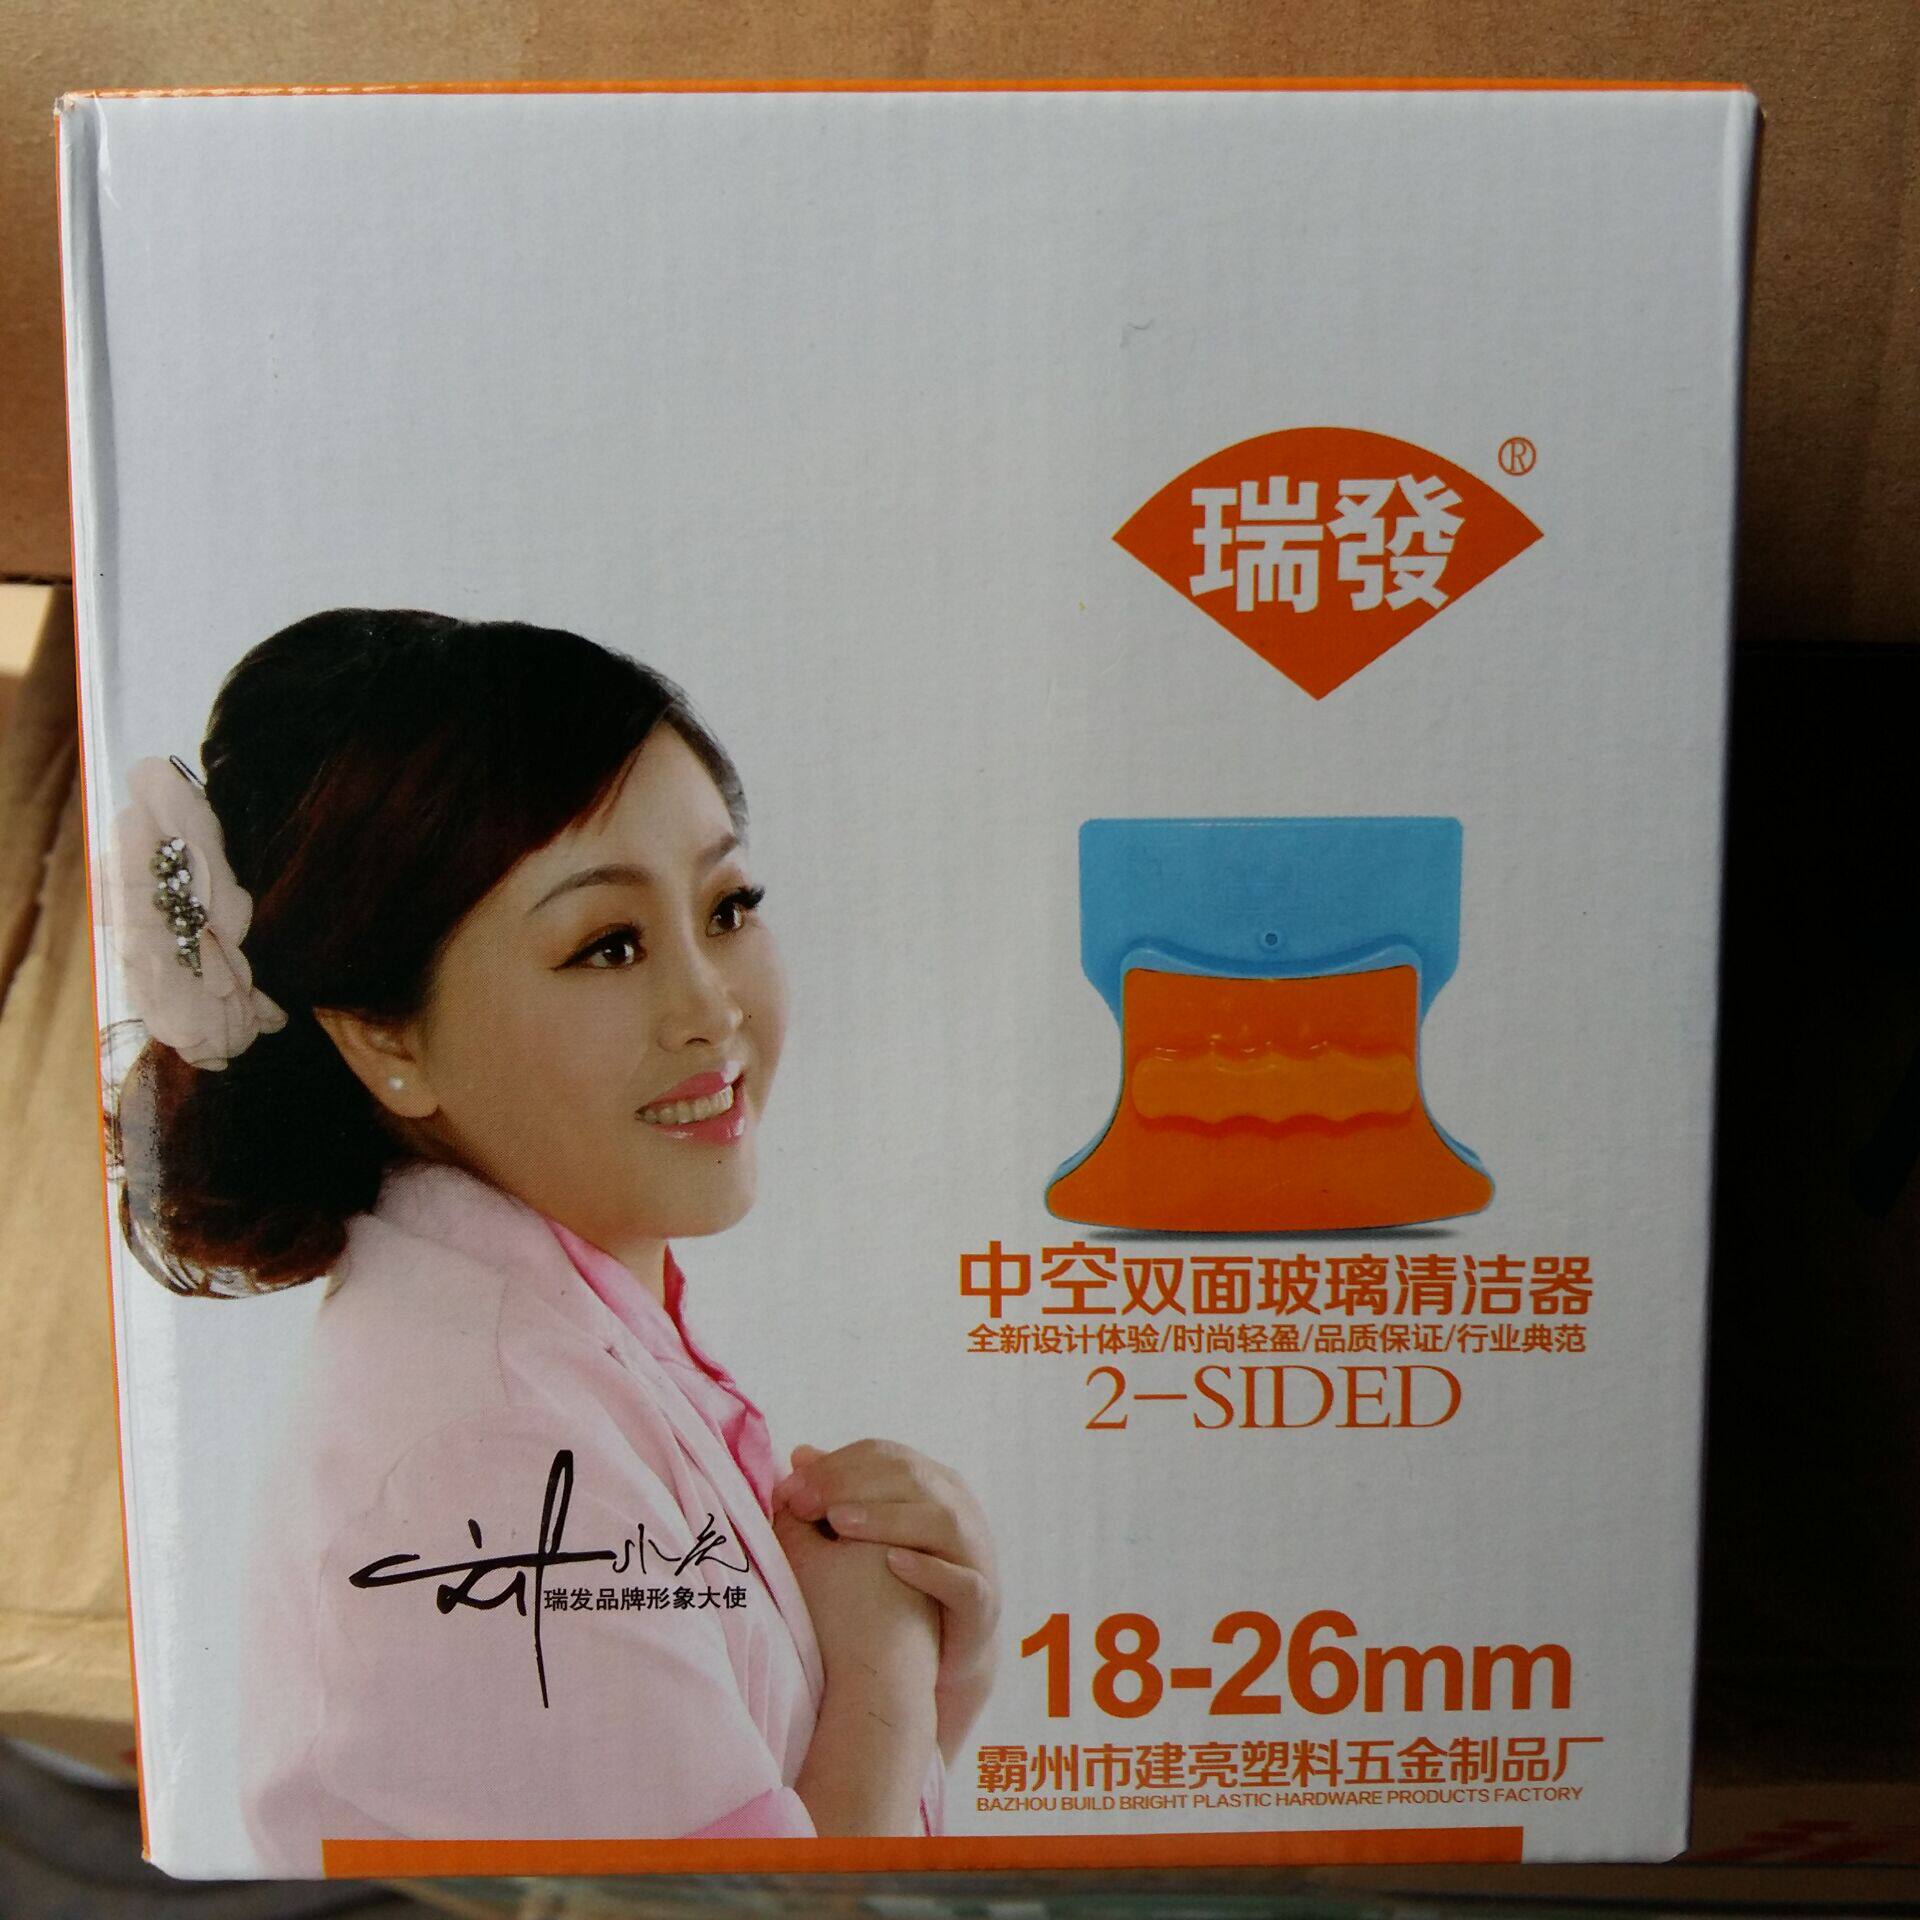 瑞發®
中空双面玻璃清洁器
全新设计体验/时尚轻盈/品质保证/行业典范
2-SIDED
瑞发品牌形象大使
18-26mm
霸州市建亮塑料五金制品厂
BAZHOU BUILD BRIGHT PLASTIC HARDWARE PRODUCTS FACTORY